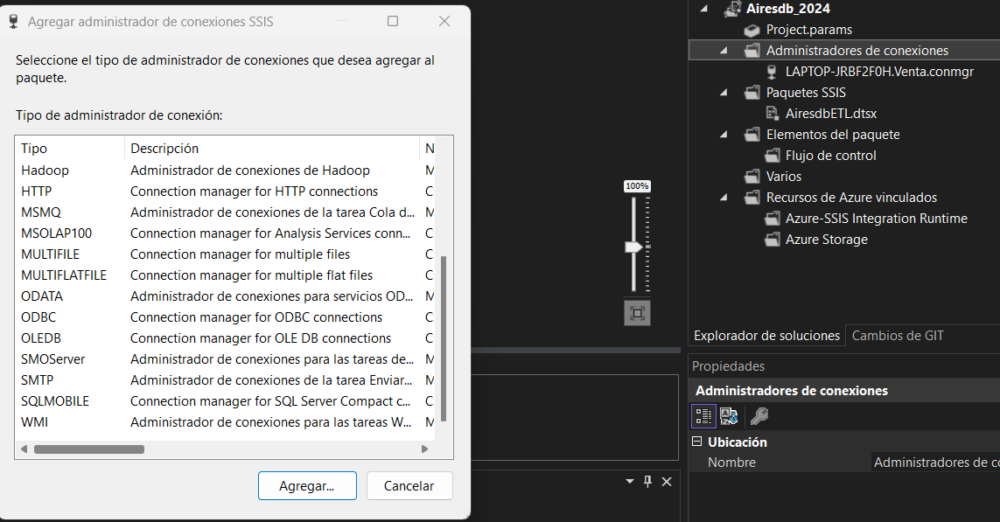 Agregar administrador de conexiones SSIS
Seleccione el tipo de administrador de conexiones que desea agregar al
paquete.
Tipo de administrador de conexión:
Tipo Descripción N
Hadoop Administrador de conexiones de Hadoop M
HTTP Connection manager for HTTP connections C
MSMQ Administrador de conexiones de la tarea Cola d... M
MSOLAP100 Connection manager for Analysis Services conn... C
MULTIFILE Connection manager for multiple files C
MULTIFLATFILE Connection manager for multiple flat files C
ODATA Administrador de conexiones para servicios OD... M
ODBC Connection manager for ODBC connections C
OLEDB Connection manager for OLE DB connections C
SMOServer Administrador de conexiones para las tareas de... M
SMTP Administrador de conexiones de la tarea Enviar... M
SQLMOBILE Connection manager for SQL Server Compact c... C
WMI Administrador de conexiones para las tareas W... M
Agregar... Cancelar
100%
Airesdb_2024
Project.params
Administradores de conexiones
LAPTOP-JRBF2F0H.Venta.conmgr
Paquetes SSIS
AiresdbETL.dtsx
Elementos del paquete
Flujo de control
Varios
Recursos de Azure vinculados
Azure-SSIS Integration Runtime
Azure Storage
Explorador de soluciones Cambios de GIT
Propiedades
Administradores de conexiones
Ubicación
Nombre Administradores de co